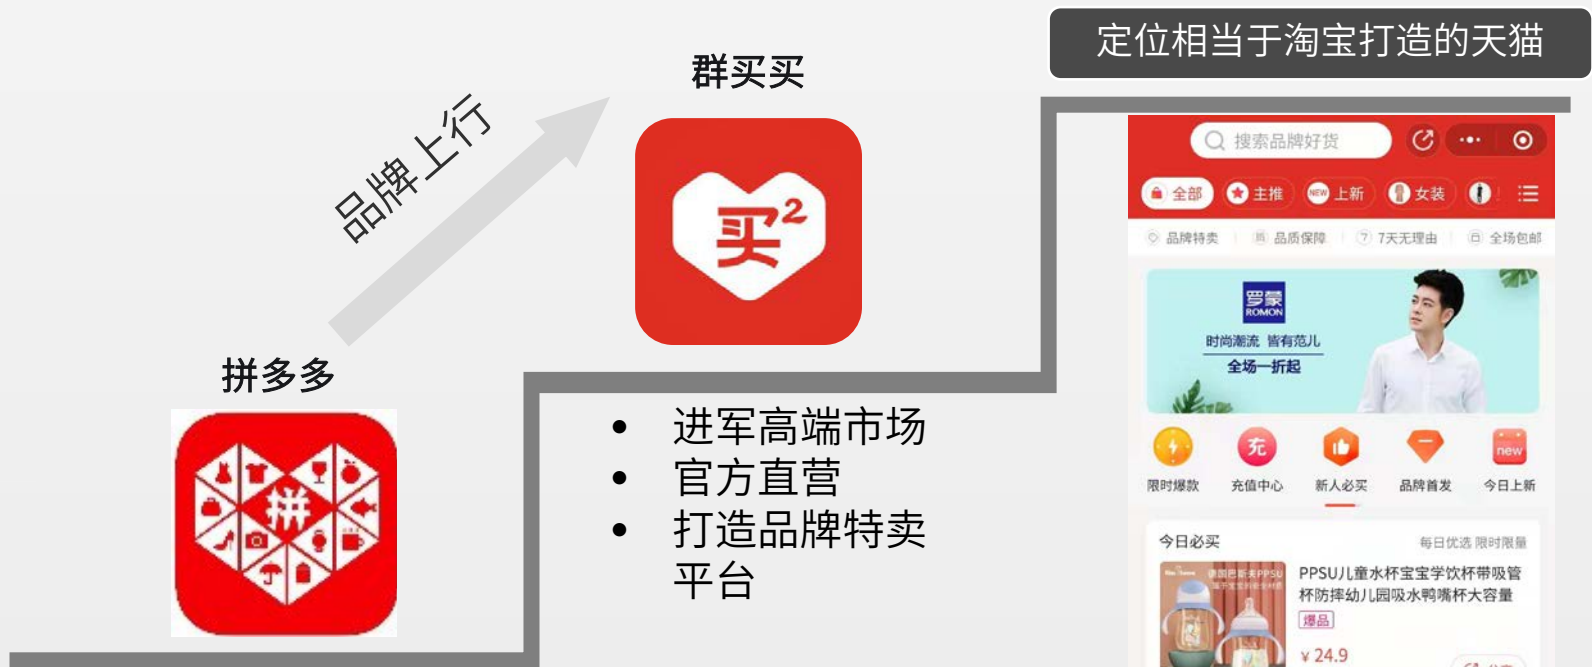 定位相当于淘宝打造的天猫
群买买
品牌上行
买²
拼多多
拼
进军高端市场
官方直营
打造品牌特卖
平台
搜索品牌好货
全部 主推 NEW 上新 女装
品牌特卖 品质保障 7 7天无理由 全场包邮
罗蒙
ROMON
时尚潮流 皆有范儿
全场一折起
充 new
限时爆款 充值中心 新人必买 品牌首发 今日上新
今日必买 每日优选 限时限量
PPSU儿童水杯宝宝学饮杯带吸管
杯防摔幼儿园吸水鸭嘴杯大容量
爆品
¥ 24.9